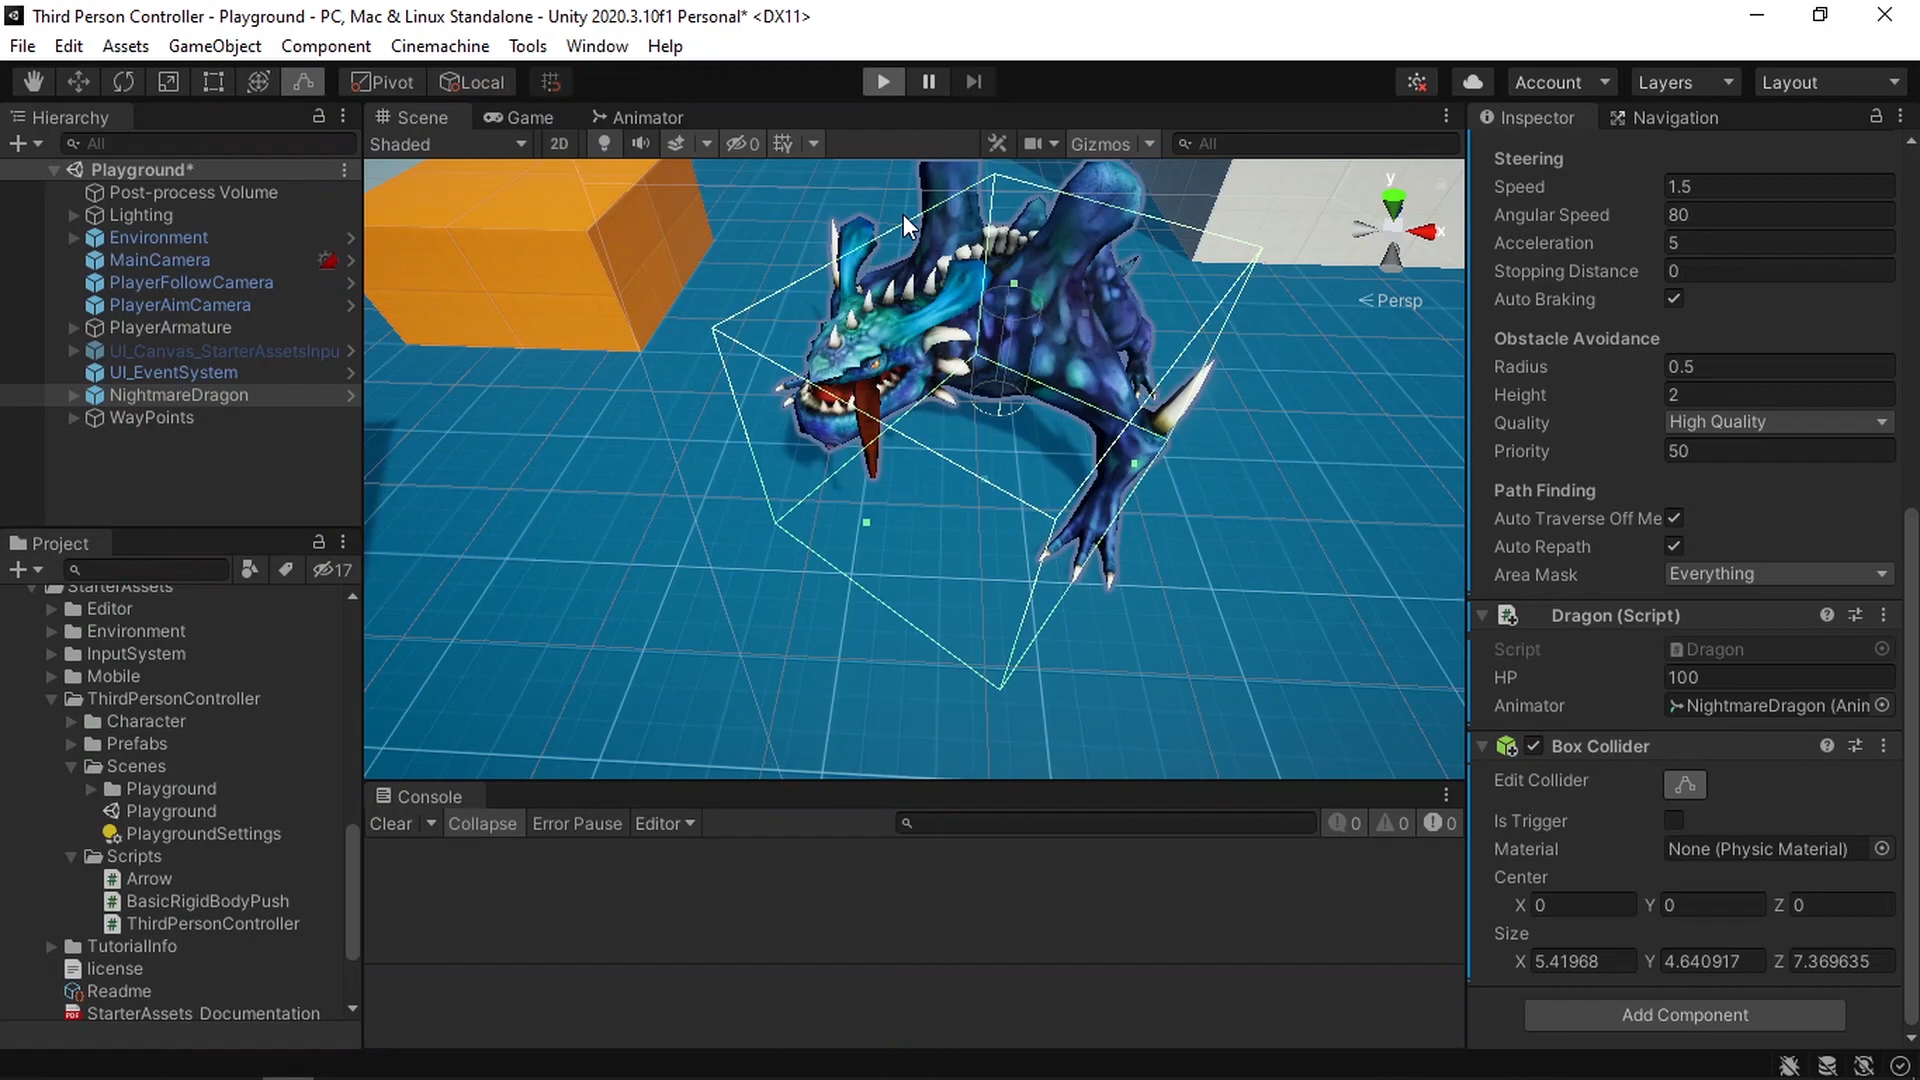 Third Person Controller - Playground - PC, Mac & Linux Standalone - Unity 2020.3.10f1 Personal* <DX11>
File Edit Assets GameObject Component Cinemachine Tools Window Help
Pivot Local Account Layers Layout
Hierarchy
All
Playground*
Post-process Volume
Lighting
Environment
MainCamera
PlayerFollowCamera
PlayerAimCamera
PlayerArmature
UI_Canvas_StarterAssetsInpu
UI_EventSystem
NightmareDragon
WayPoints
Project
17
StarterAssets
Editor
Environment
InputSystem
Mobile
ThirdPersonController
Character
Prefabs
Scenes
Playground
Playground
PlaygroundSettings
Scripts
Arrow
BasicRigidBodyPush
ThirdPersonController
TutorialInfo
license
Readme
StarterAssets Documentation
Scene Game Animator
Shaded 2D 0 Gizmos All
y
x
Persp
Console
Clear Collapse Error Pause Editor 0 0 0
Inspector Navigation
Steering
Speed 1.5
Angular Speed 80
Acceleration 5
Stopping Distance 0
Auto Braking
Obstacle Avoidance
Radius 0.5
Height 2
Quality High Quality
Priority 50
Path Finding
Auto Traverse Off Me
Auto Repath
Area Mask Everything
Dragon (Script)
Script Dragon
HP 100
Animator NightmareDragon (Anin
Box Collider
Edit Collider
Is Trigger
Material None (Physic Material)
Center
X 0 Y 0 Z 0
Size
X 5.41968 Y 4.640917 Z 7.369635
Add Component